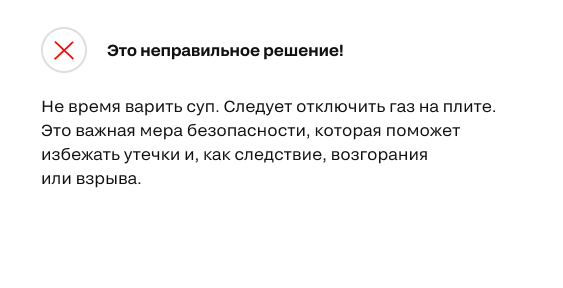 Это неправильное решение!
Не время варить суп. Следует отключить газ на плите.
Это важная мера безопасности, которая поможет
избежать утечки и, как следствие, возгорания
или взрыва.